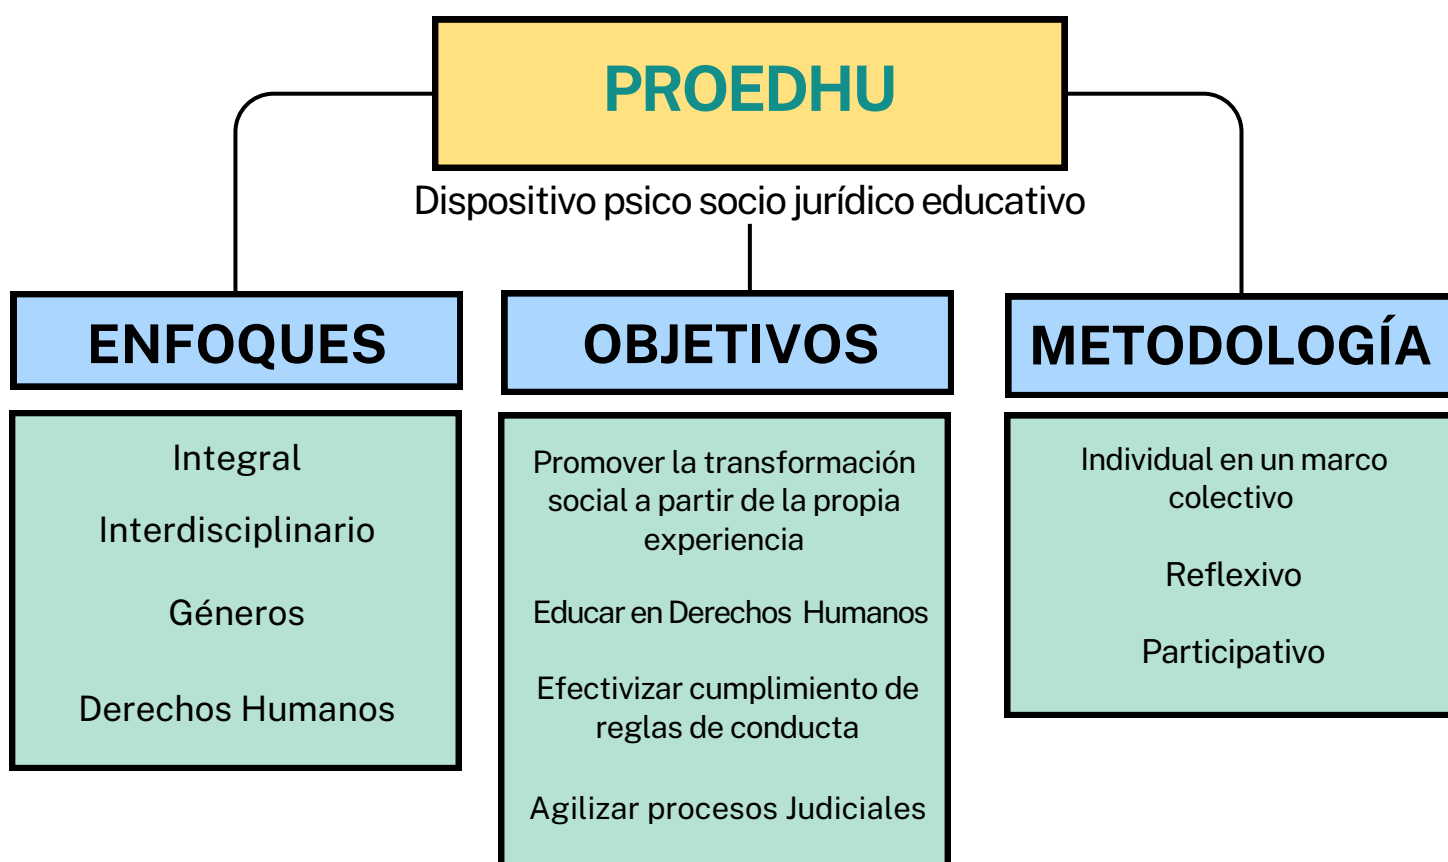 PROEDHU
Dispositivo psico socio jurídico educativo
ENFOQUES
Integral
Interdisciplinario
Géneros
Derechos Humanos
OBJETIVOS
Promover la transformación
social a partir de la propia
experiencia
Educar en Derechos Humanos
Efectivizar cumplimiento de
reglas de conducta
Agilizar procesos Judiciales
METODOLOGÍA
Individual en un marco
colectivo
Reflexivo
Participativo